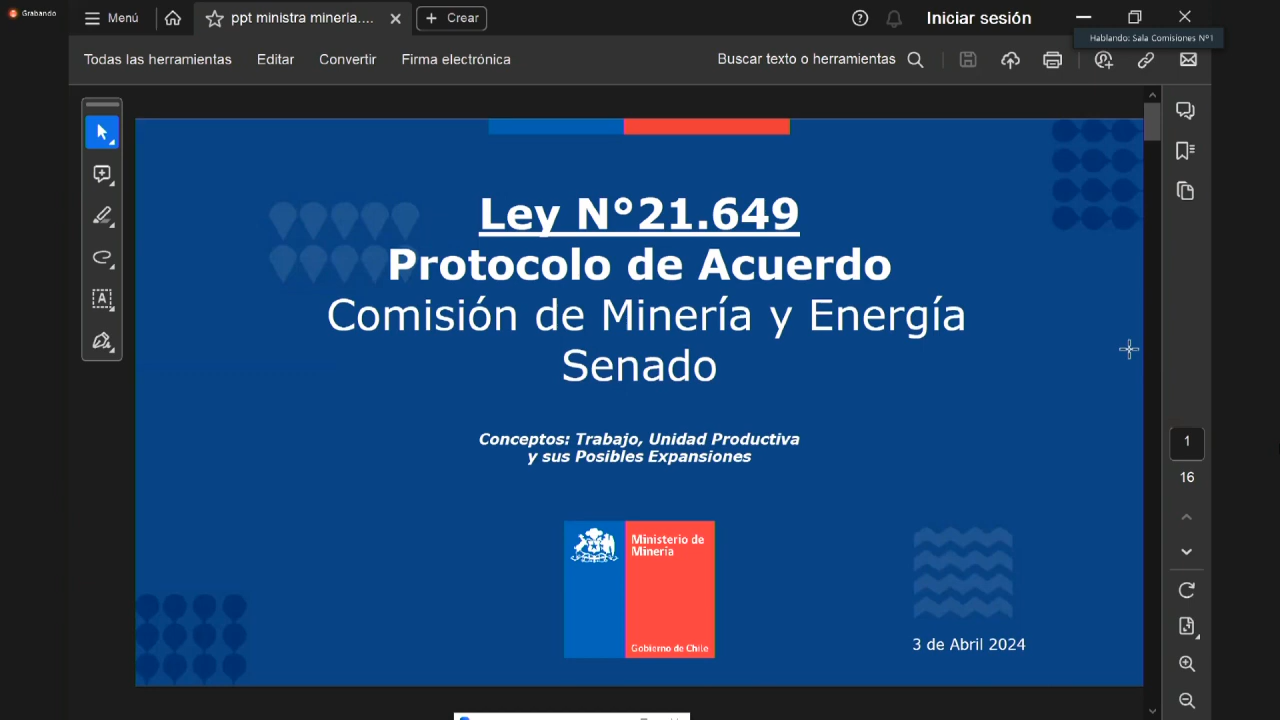 Grabando
Menú
ppt ministra minería....
Crear
Iniciar sesión
Hablando: Sala Comisiones Nº1
Todas las herramientas
Editar
Convertir
Firma electrónica
Buscar texto o herramientas
Ley N°21.649
Protocolo de Acuerdo
Comisión de Minería y Energía
Senado
Conceptos: Trabajo, Unidad Productiva
y sus Posibles Expansiones
Ministerio de
Minería
Gobierno de Chile
3 de Abril 2024
1
16